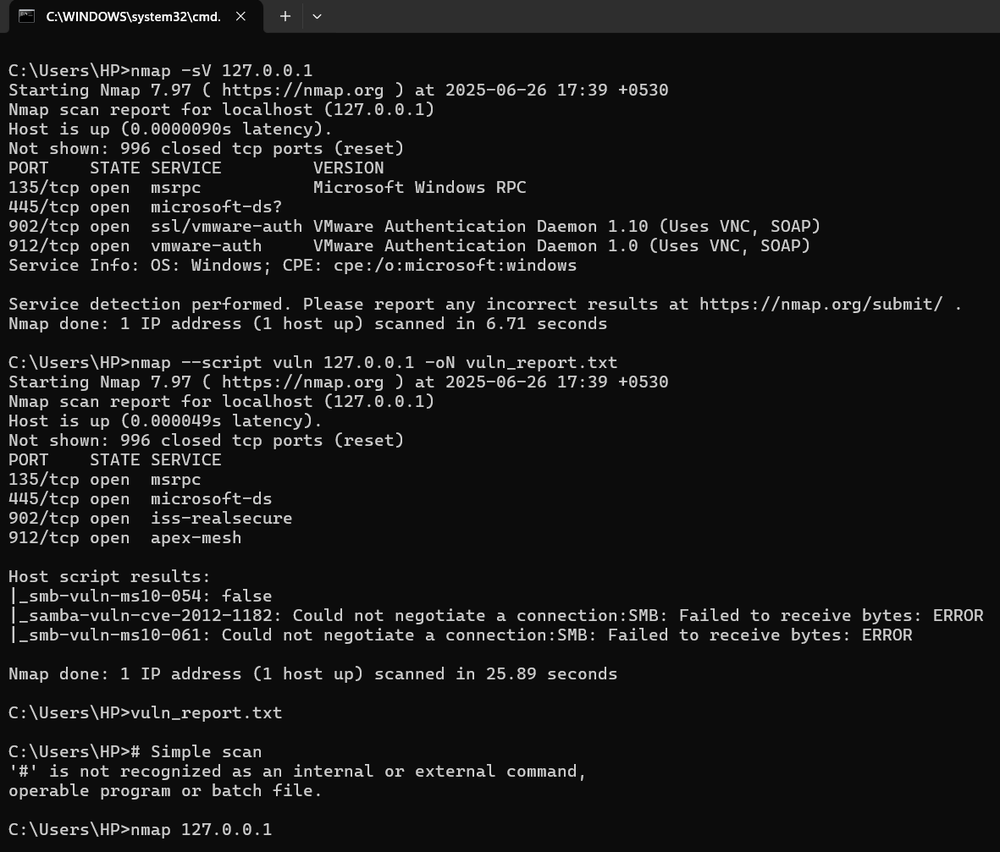 C:\WINDOWS\system32\cmd.
C:\Users\HP>nmap -sV 127.0.0.1
Starting Nmap 7.97 ( https://nmap.org ) at 2025-06-26 17:39 +0530
Nmap scan report for localhost (127.0.0.1)
Host is up (0.0000090s latency).
Not shown: 996 closed tcp ports (reset)
PORT    STATE SERVICE         VERSION
135/tcp open  msrpc           Microsoft Windows RPC
445/tcp open  microsoft-ds?
902/tcp open  ssl/vmware-auth VMware Authentication Daemon 1.10 (Uses VNC, SOAP)
912/tcp open  vmware-auth     VMware Authentication Daemon 1.0 (Uses VNC, SOAP)
Service Info: OS: Windows; CPE: cpe:/o:microsoft:windows
Service detection performed. Please report any incorrect results at https://nmap.org/submit/ .
Nmap done: 1 IP address (1 host up) scanned in 6.71 seconds
C:\Users\HP>nmap --script vuln 127.0.0.1 -oN vuln_report.txt
Starting Nmap 7.97 ( https://nmap.org ) at 2025-06-26 17:39 +0530
Nmap scan report for localhost (127.0.0.1)
Host is up (0.000049s latency).
Not shown: 996 closed tcp ports (reset)
PORT    STATE SERVICE
135/tcp open  msrpc
445/tcp open  microsoft-ds
902/tcp open  iss-realsecure
912/tcp open  apex-mesh
Host script results:
|_smb-vuln-ms10-054: false
|_samba-vuln-cve-2012-1182: Could not negotiate a connection:SMB: Failed to receive bytes: ERROR
|_smb-vuln-ms10-061: Could not negotiate a connection:SMB: Failed to receive bytes: ERROR
Nmap done: 1 IP address (1 host up) scanned in 25.89 seconds
C:\Users\HP>vuln_report.txt
C:\Users\HP># Simple scan
'#' is not recognized as an internal or external command,
operable program or batch file.
C:\Users\HP>nmap 127.0.0.1